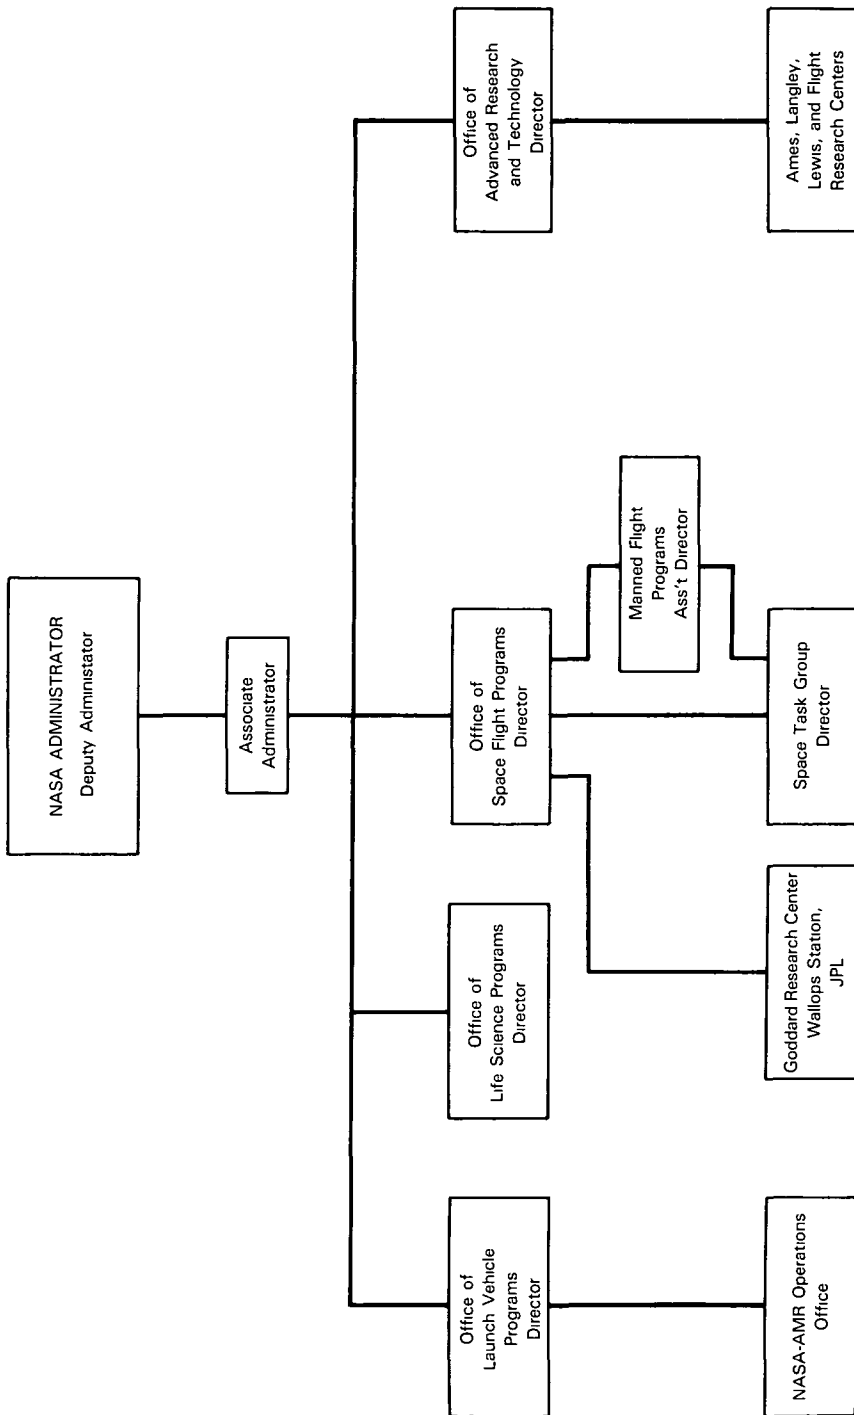 NASA ADMINISTRATOR
Deputy Administator
Associate
Administrator
Office of
Launch Vehicle
Programs
Director
Office of
Life Science Programs
Director
Office of
Space Flight Programs
Director
Office of
Advanced Research
and Technology
Director
Manned Flight
Programs
Ass't Director
NASA-AMR Operations
Office
Goddard Research Center
Wallops Station,
JPL
Space Task Group
Director
Ames, Langley,
Lewis, and Flight
Research Centers